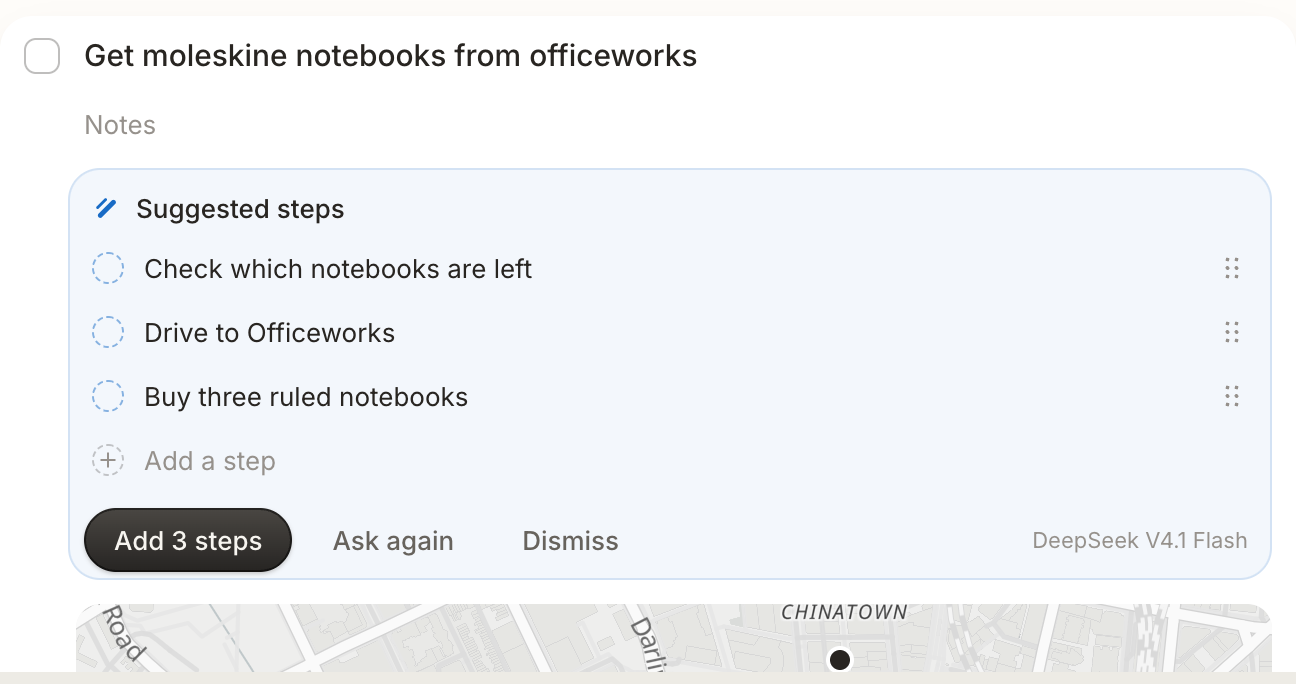 Get moleskine notebooks from officeworks
Notes
Suggested steps
Check which notebooks are left
Drive to Officeworks
Buy three ruled notebooks
Add a step
Add 3 steps Ask again Dismiss DeepSeek V4.1 Flash
CHINATOWN
Road
Darli